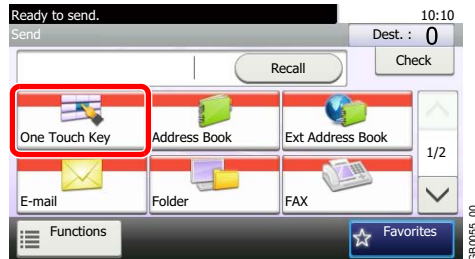 Ready to send. 10:10
Send Dest. : 0
Recall Check
One Touch Key Address Book Ext Address Book
1/2
E-mail Folder FAX
Functions Favorites
GB0055_00